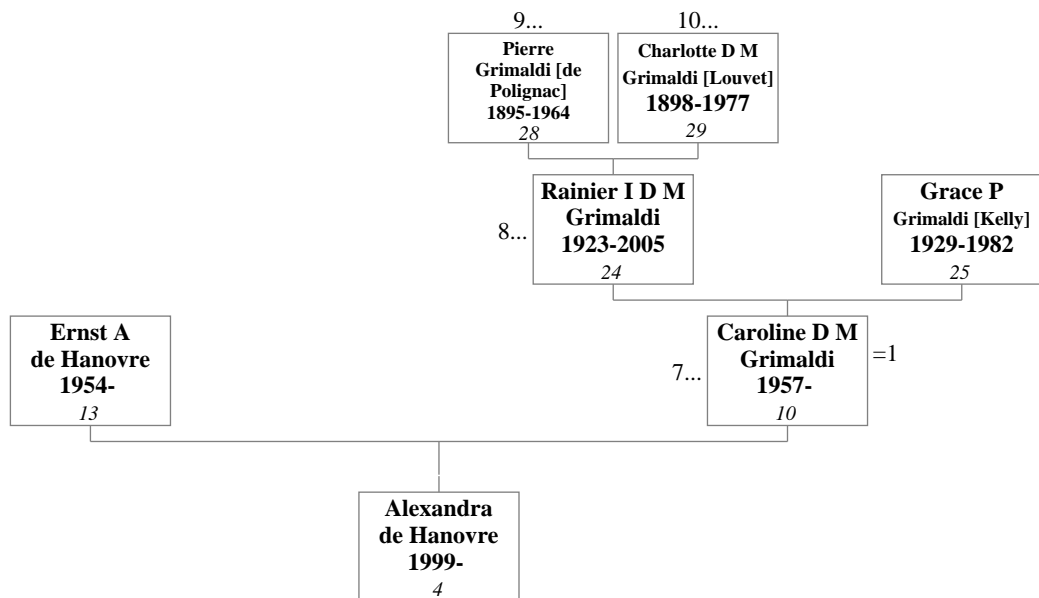 9...
10...
Pierre
Grimaldi [de
Polignac]
1895-1964
28
Charlotte D M
Grimaldi [Louvet]
1898-1977
29
8...
Rainier I D M
Grimaldi
1923-2005
24
Grace P
Grimaldi [Kelly]
1929-1982
25
Ernst A
de Hanovre
1954-
13
7...
Caroline D M
Grimaldi
1957-
10
=1
Alexandra
de Hanovre
1999-
4